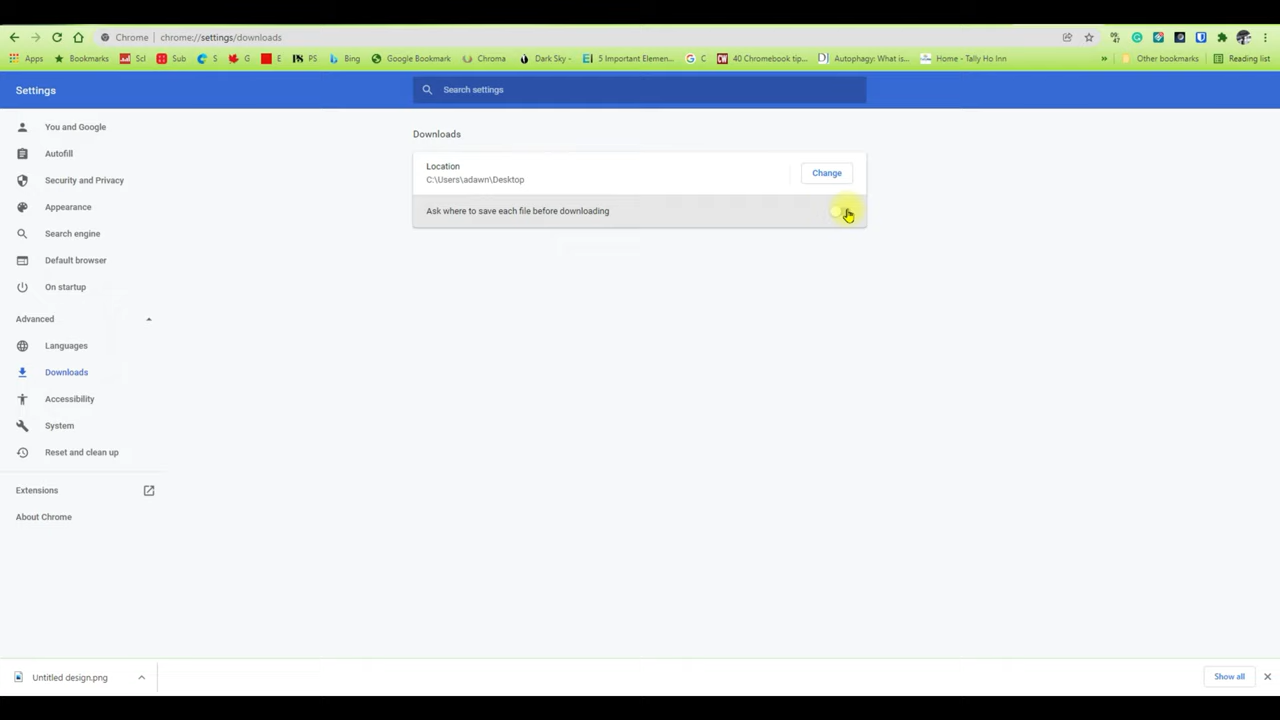 Chrome chrome://settings/downloads
Apps Bookmarks Scl Sub S G E PS Bing Google Bookmark Chroma Dark Sky - 5 Important Elemen... C 40 Chromebook tip... Autophagy: What is... Home - Tally Ho Inn » Other bookmarks Reading list
Settings
Search settings
You and Google
Autofill
Security and Privacy
Appearance
Search engine
Default browser
On startup
Advanced
Languages
Downloads
Accessibility
System
Reset and clean up
Extensions
About Chrome
Downloads
Location
C:\Users\adawn\Desktop
Change
Ask where to save each file before downloading
Untitled design.png
Show all